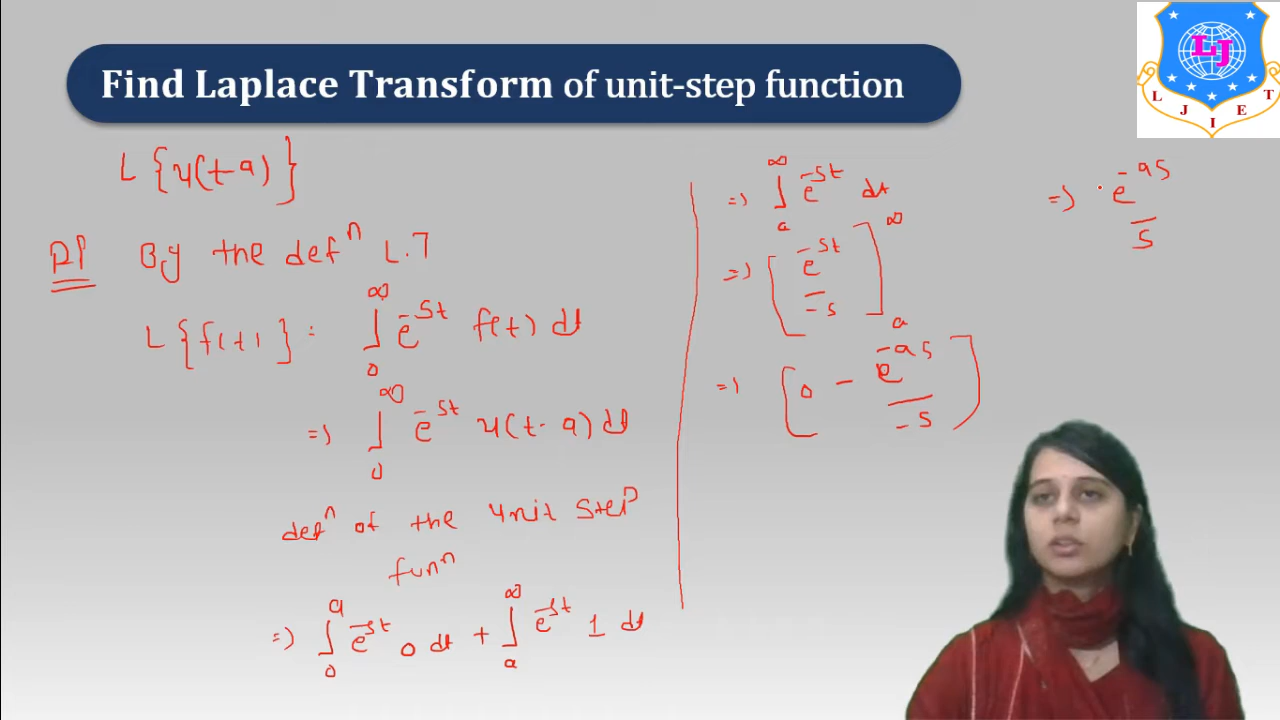 Find Laplace Transform of unit-step function
LJ
L J I E T
L{u(t-a)}
By the defⁿ L.T
L{f(t)} = ∫₀^∞ e^-st f(t) dt
=> ∫₀^∞ e^-st u(t-a) dt
defⁿ of the unit step
funⁿ
=> ∫₀^a e^-st 0 dt + ∫ₐ^∞ e^-st 1 dt
=> ∫ₐ^∞ e^-st dt
=> [e^-st / -s]ₐ^∞
=> [0 - e^-as / -s]
=> e^-as / s